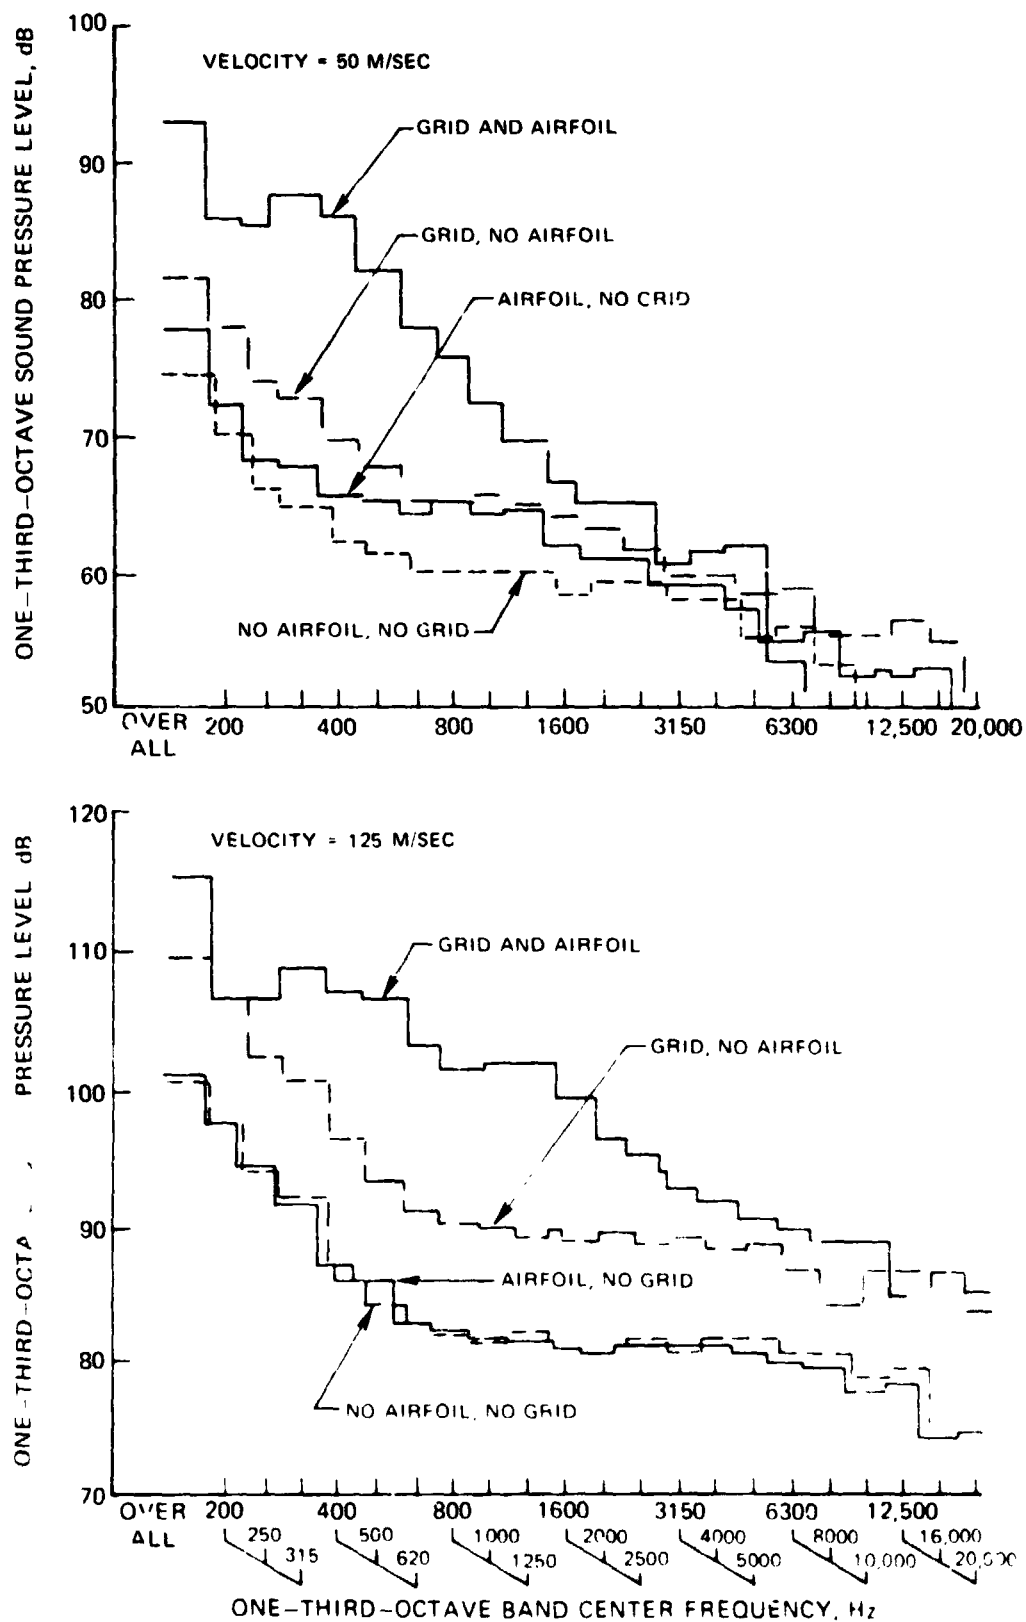 100
ONE-THIRD-OCTAVE SOUND PRESSURE LEVEL, dB
VELOCITY = 50 M/SEC
GRID AND AIRFOIL
90
GRID, NO AIRFOIL
80
AIRFOIL, NO CRID
70
60
NO AIRFOIL, NO GRID
50
OVER ALL 200 400 800 1600 3150 6300 12,500 20,000
120
ONE-THIRD-OCTA PRESSURE LEVEL dB
VELOCITY = 125 M/SEC
110
GRID AND AIRFOIL
GRID, NO AIRFOIL
100
90
AIRFOIL, NO GRID
80
NO AIRFOIL, NO GRID
70
OVER ALL 200 400 800 1600 3150 6300 12,500
250 500 1000 2000 4000 8000 16,000
315 620 1250 2500 5000 10,000 20,000
ONE-THIRD-OCTAVE BAND CENTER FREQUENCY, Hz